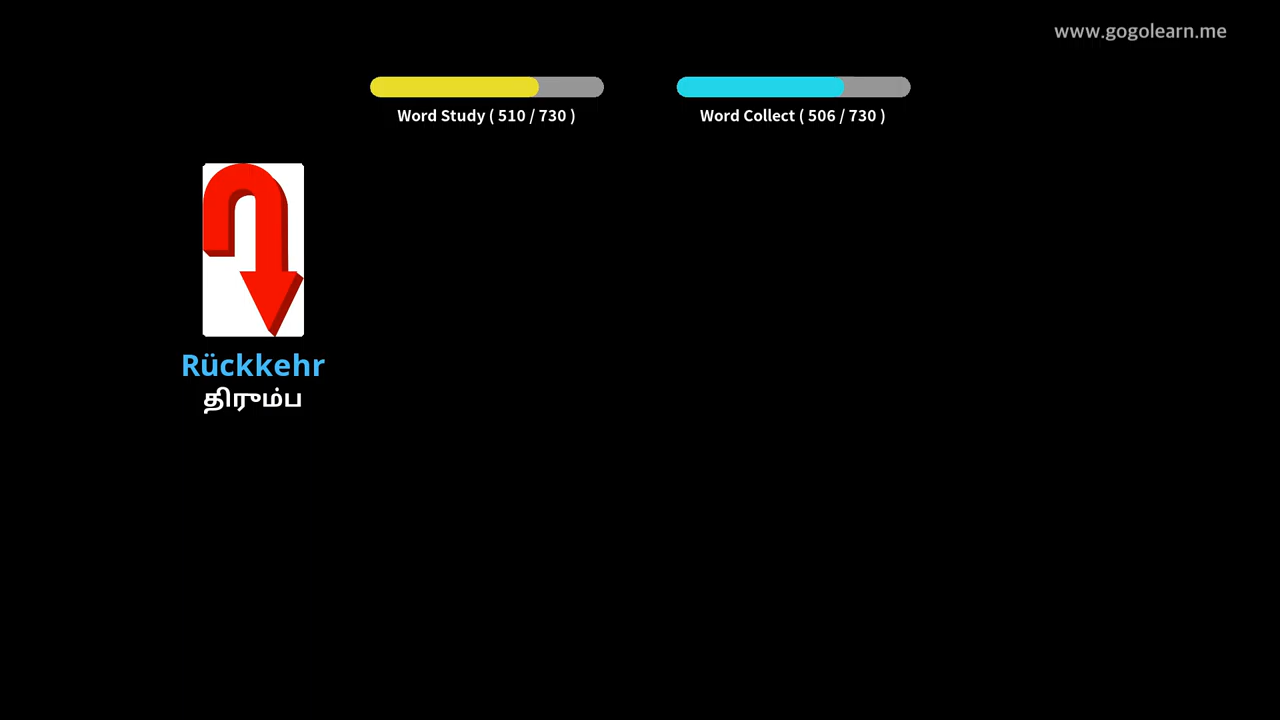 www.gogolearn.me
Word Study ( 510 / 730 )
Word Collect ( 506 / 730 )
Rückkehr
திரும்ப